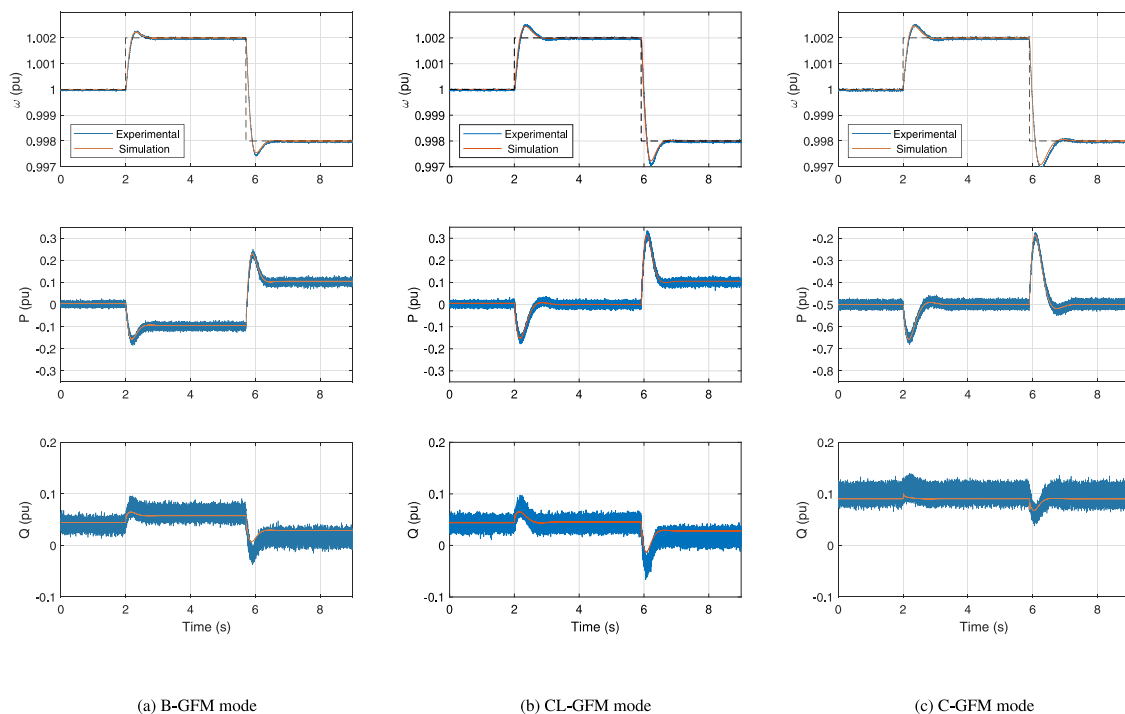 1.002
1.001
1
0.998
0.997
ω (pu)
Experimental
Simulation
0 2 4 6 8
1.002
1.001
1
0.998
0.997
ω (pu)
Experimental
Simulation
0 2 4 6 8
1.002
1.001
1
0.998
0.997
ω (pu)
Experimental
Simulation
0 2 4 6 8
0.3
0.2
0.1
0
-0.1
-0.2
-0.3
P (pu)
0 2 4 6 8
0.3
0.2
0.1
0
-0.1
-0.2
-0.3
P (pu)
0 2 4 6 8
-0.2
-0.3
-0.4
-0.5
-0.6
-0.7
-0.8
P (pu)
0 2 4 6 8
0.2
0.1
0
-0.1
Q (pu)
0 2 4 6 8
Time (s)
0.2
0.1
0
-0.1
Q (pu)
0 2 4 6 8
Time (s)
0.2
0.1
0
-0.1
Q (pu)
0 2 4 6 8
Time (s)
(a) B-GFM mode
(b) CL-GFM mode
(c) C-GFM mode